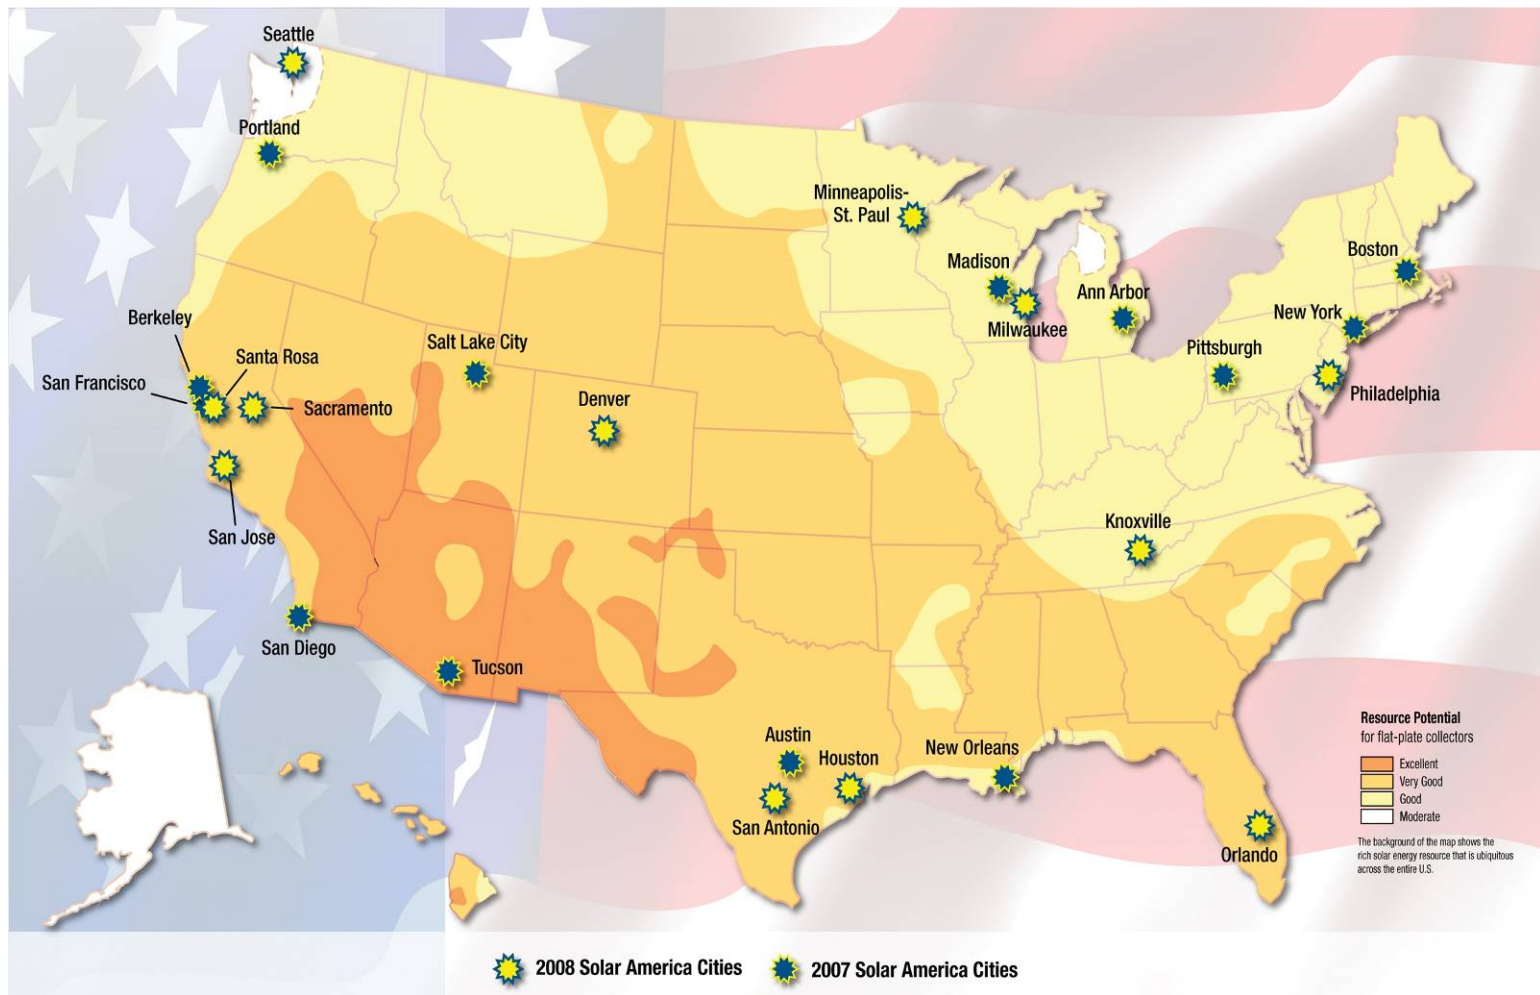 Seattle
Portland
Minneapolis-
St. Paul
Madison
Milwaukee
Ann Arbor
Boston
New York
Pittsburgh
Philadelphia
Berkeley
Santa Rosa
San Francisco
Sacramento
Salt Lake City
Denver
San Jose
Knoxville
San Diego
Tucson
Austin
Houston
San Antonio
New Orleans
Orlando
Resource Potential
for flat-plate collectors
Excellent
Very Good
Good
Moderate
The background of the map shows the
rich solar energy resource that is ubiquitous
across the entire U.S.
2008 Solar America Cities
2007 Solar America Cities